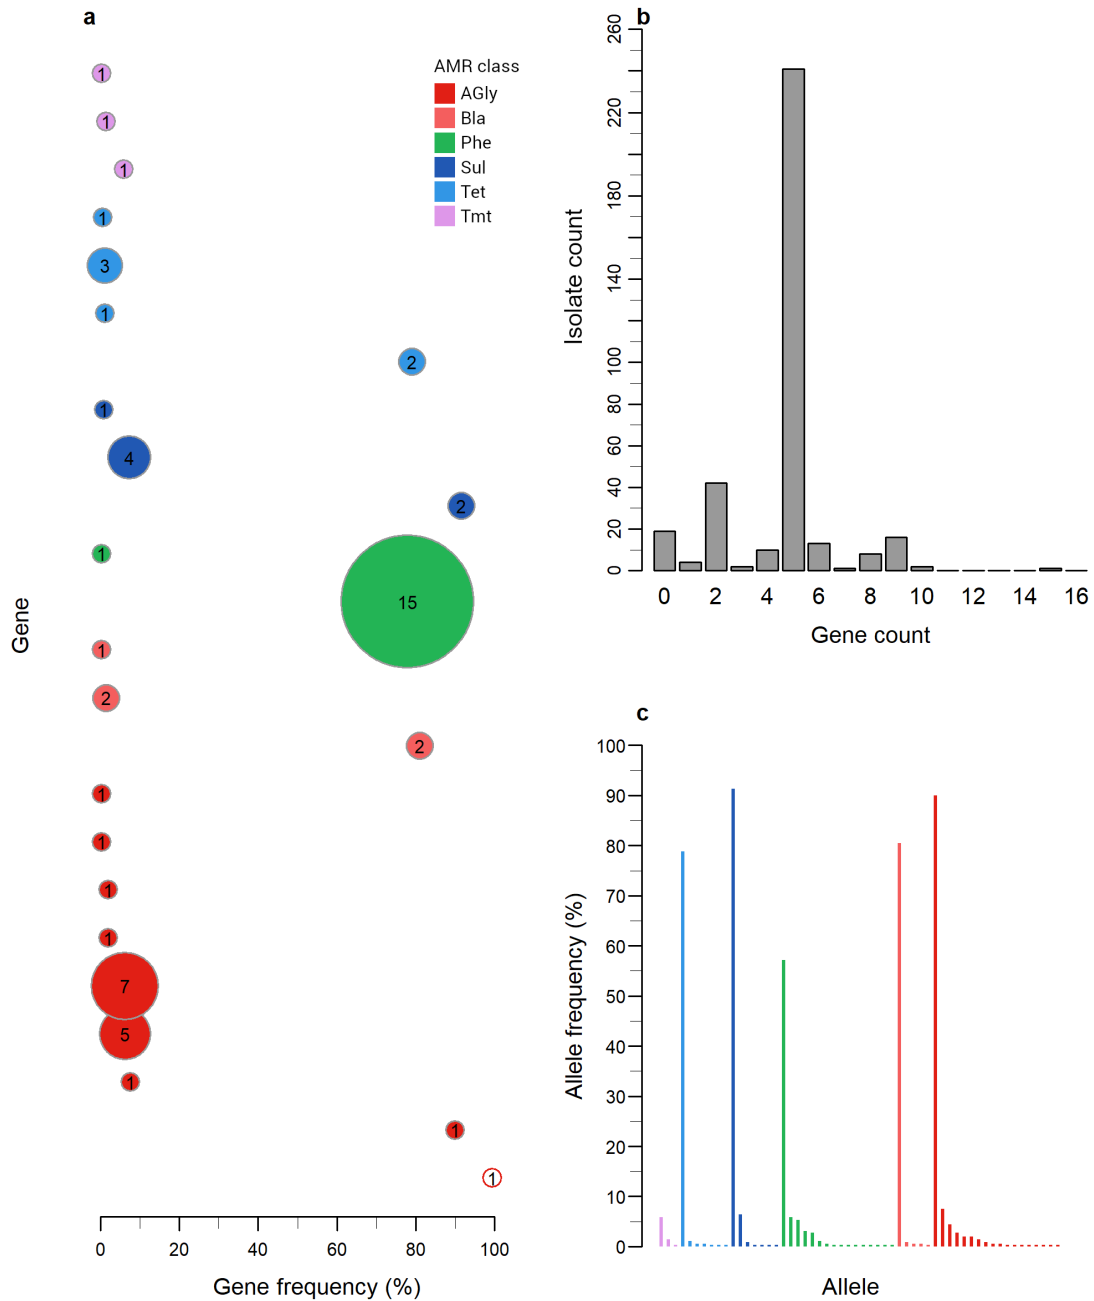 a
AMR class
AGly
Bla
Phe
Sul
Tet
Tmt
1
1
1
1
3
1
2
1
4
2
1
15
1
2
2
1
1
1
1
7
5
1
1
1
Gene
0 20 40 60 80 100
Gene frequency (%)
b
260
220
180
140
100
80
60
40
20
0
Isolate count
0 2 4 6 8 10 12 14 16
Gene count
c
100
90
80
70
60
50
40
30
20
10
0
Allele frequency (%)
Allele